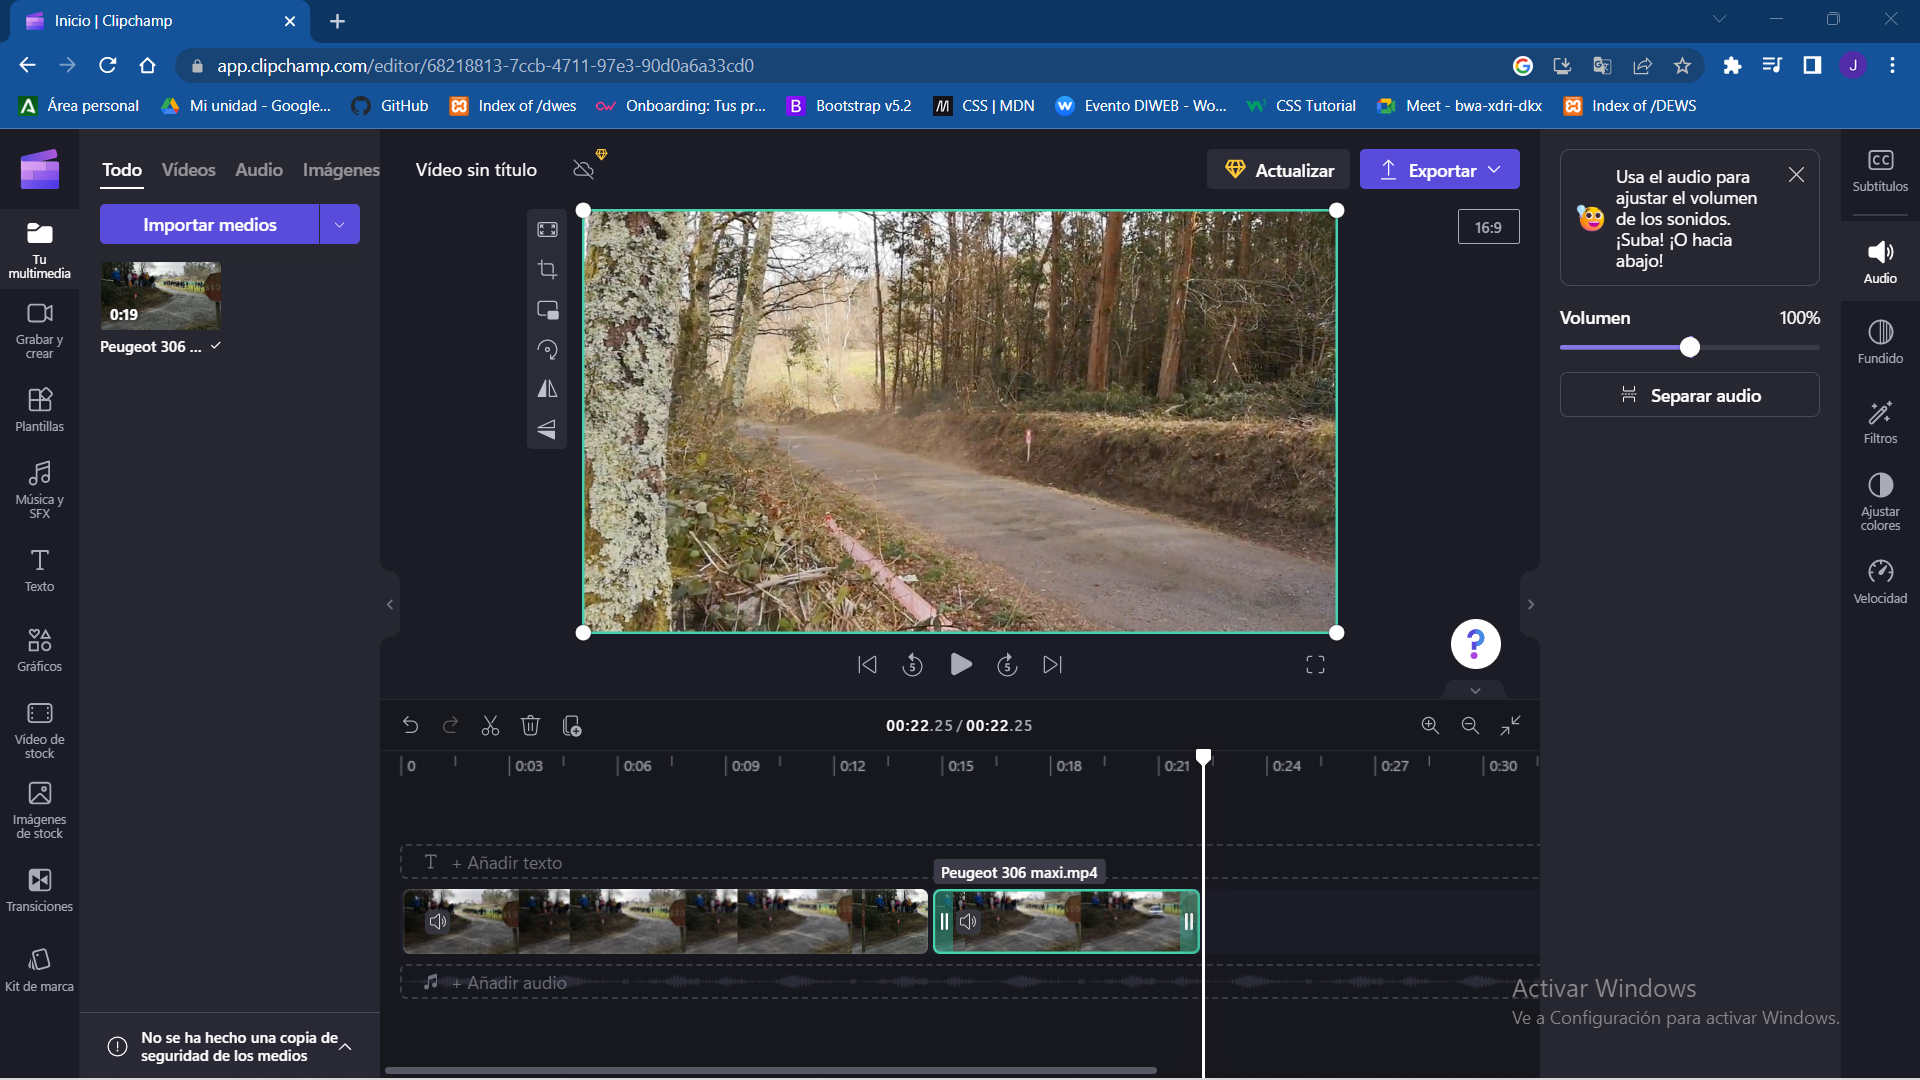 Inicio | Clipchamp
app.clipchamp.com/editor/68218813-7ccb-4711-97e3-90d0a6a33cd0
J
Área personal
Mi unidad - Google...
GitHub
Index of /dwes
Onboarding: Tus pr...
B Bootstrap v5.2
CSS | MDN
Evento DIWEB - Wo...
CSS Tutorial
Meet - bwa-xdri-dkx
Index of /DEWS
Todo
Vídeos
Audio
Imágenes
Importar medios
0:19
Peugeot 306 ...
Tu
multimedia
Grabar y
crear
Plantillas
Música y
SFX
Texto
Gráficos
Vídeo de
stock
Imágenes
de stock
Transiciones
Kit de marca
No se ha hecho una copia de
seguridad de los medios
Vídeo sin título
Actualizar
Exportar
16:9
?
5
5
00:22.25 / 00:22.25
0
0:03
0:06
0:09
0:12
0:15
0:18
0:21
0:24
0:27
0:30
T + Añadir texto
Peugeot 306 maxi.mp4
+ Añadir audio
Usa el audio para
ajustar el volumen
de los sonidos.
¡Suba! ¡O hacia
abajo!
Volumen
100%
Separar audio
CC
Subtítulos
Audio
Fundido
Filtros
Ajustar
colores
Velocidad
Activar Windows
Ve a Configuración para activar Windows.